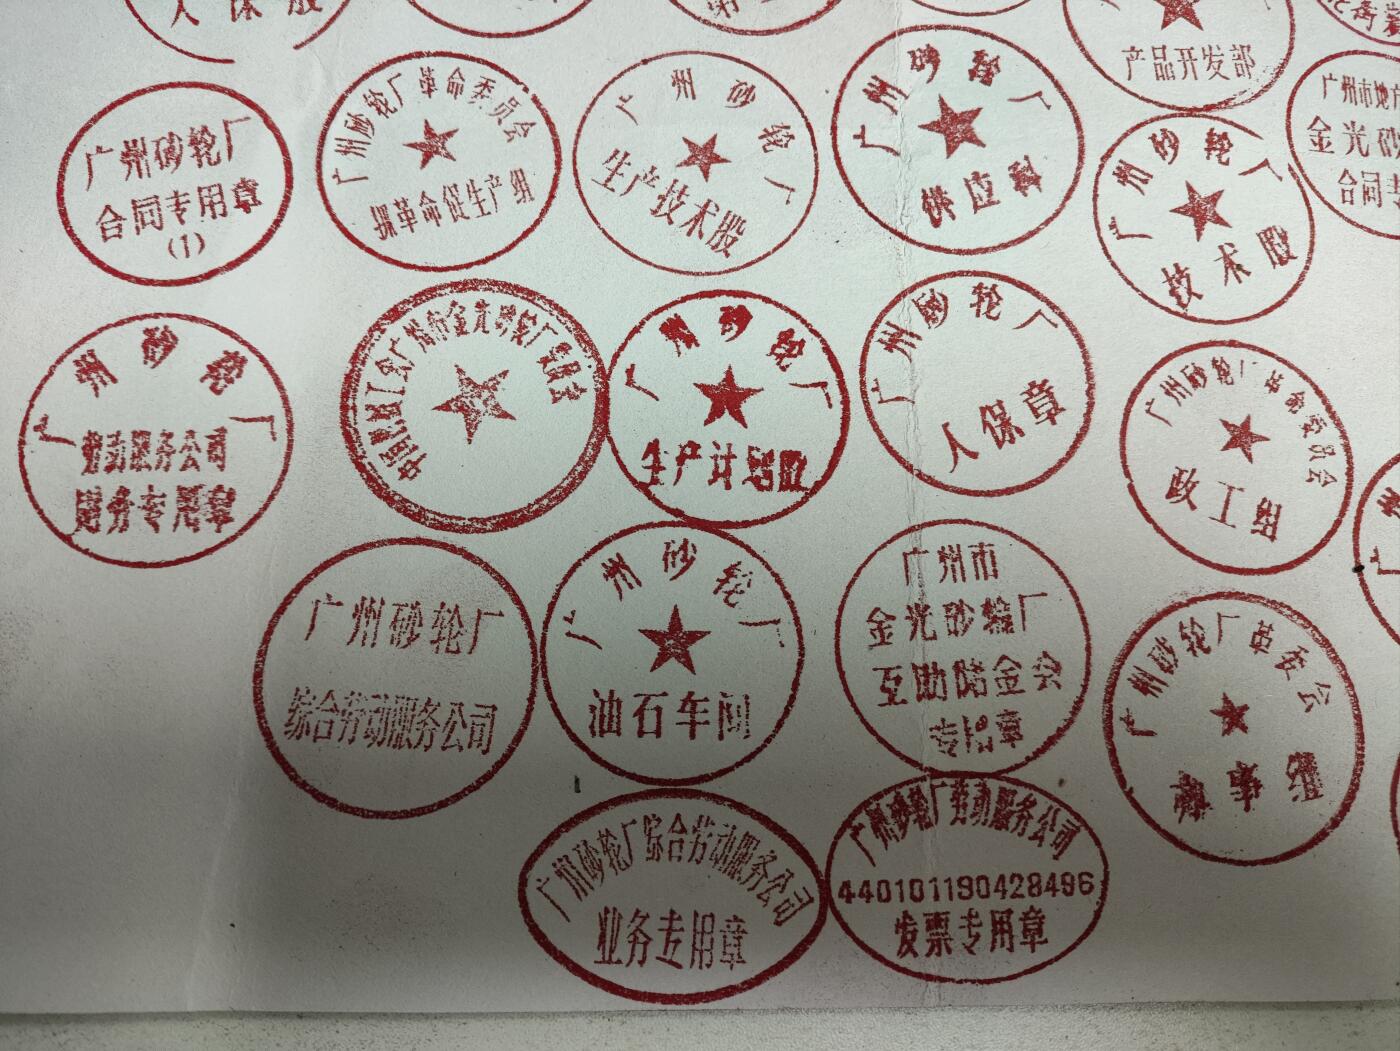 人保股
产品开发部
广州砂轮厂
合同专用章
(1)
广州砂轮厂革命委员会
抓革命促生产组
广州砂轮厂
生产技术股
广州砂轮厂
供应科
广州砂轮厂
技术股
金光砂
合同专
广州砂轮厂
劳动服务公司
财务专用章
广州砂轮厂
生产计划股
广州砂轮厂
人保章
广州砂轮厂革命委员会
政工组
广州砂轮厂
综合劳动服务公司
广州砂轮厂
油石车间
广州市
金光砂轮厂
互助储金会
专用章
广州砂轮厂革委会
广州砂轮厂综合劳动服务公司
业务专用章
广州砂轮厂劳动服务公司
440101190428496
发票专用章